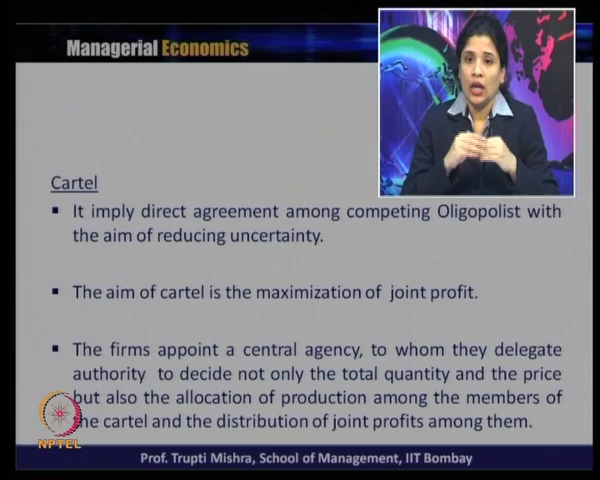 Managerial Economics
Cartel
▪ It imply direct agreement among competing Oligopolist with
the aim of reducing uncertainty.
▪ The aim of cartel is the maximization of joint profit.
▪ The firms appoint a central agency, to whom they delegate
authority to decide not only the total quantity and the price
but also the allocation of production among the members of
the cartel and the distribution of joint profits among them.
NPTEL
Prof. Trupti Mishra, School of Management, IIT Bombay